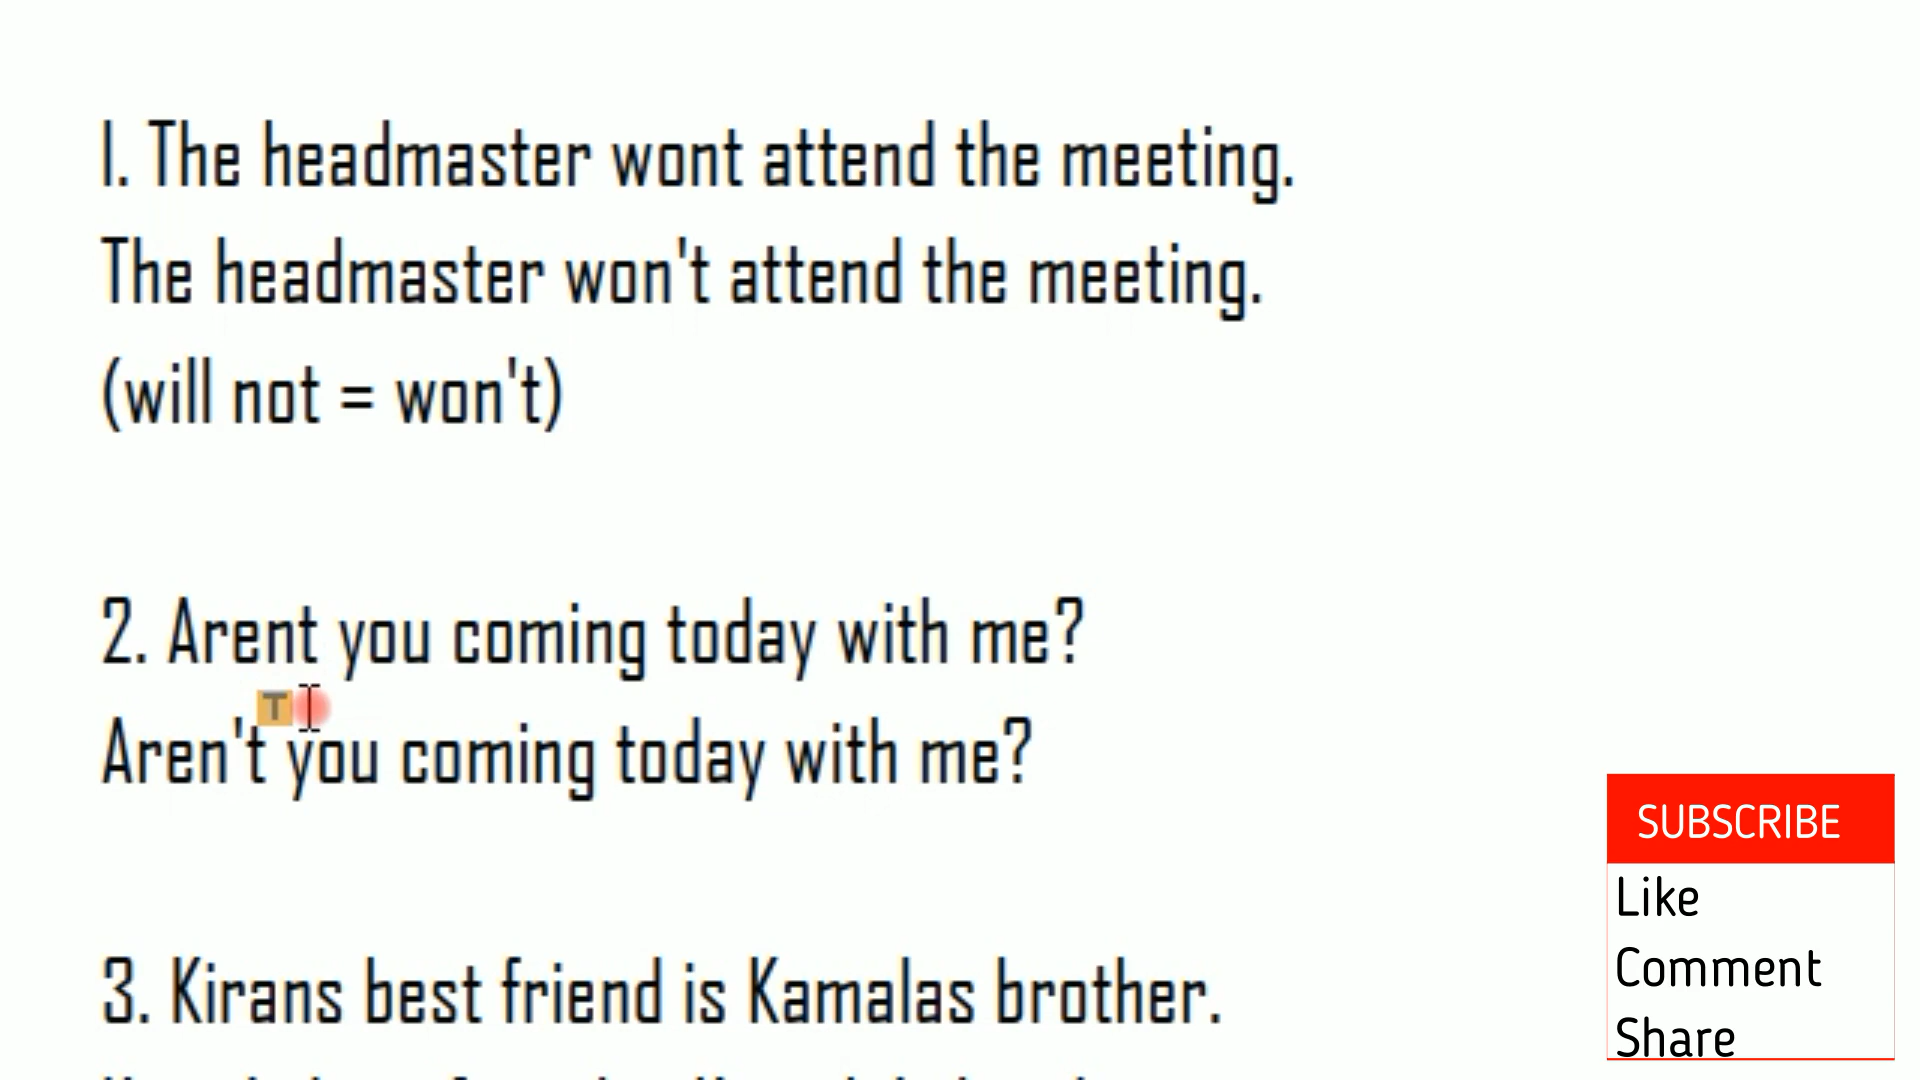 1. The headmaster wont attend the meeting.
The headmaster won't attend the meeting.
(will not = won't)
2. Arent you coming today with me?
T
Aren't you coming today with me?
3. Kirans best friend is Kamalas brother.
SUBSCRIBE
Like
Comment
Share